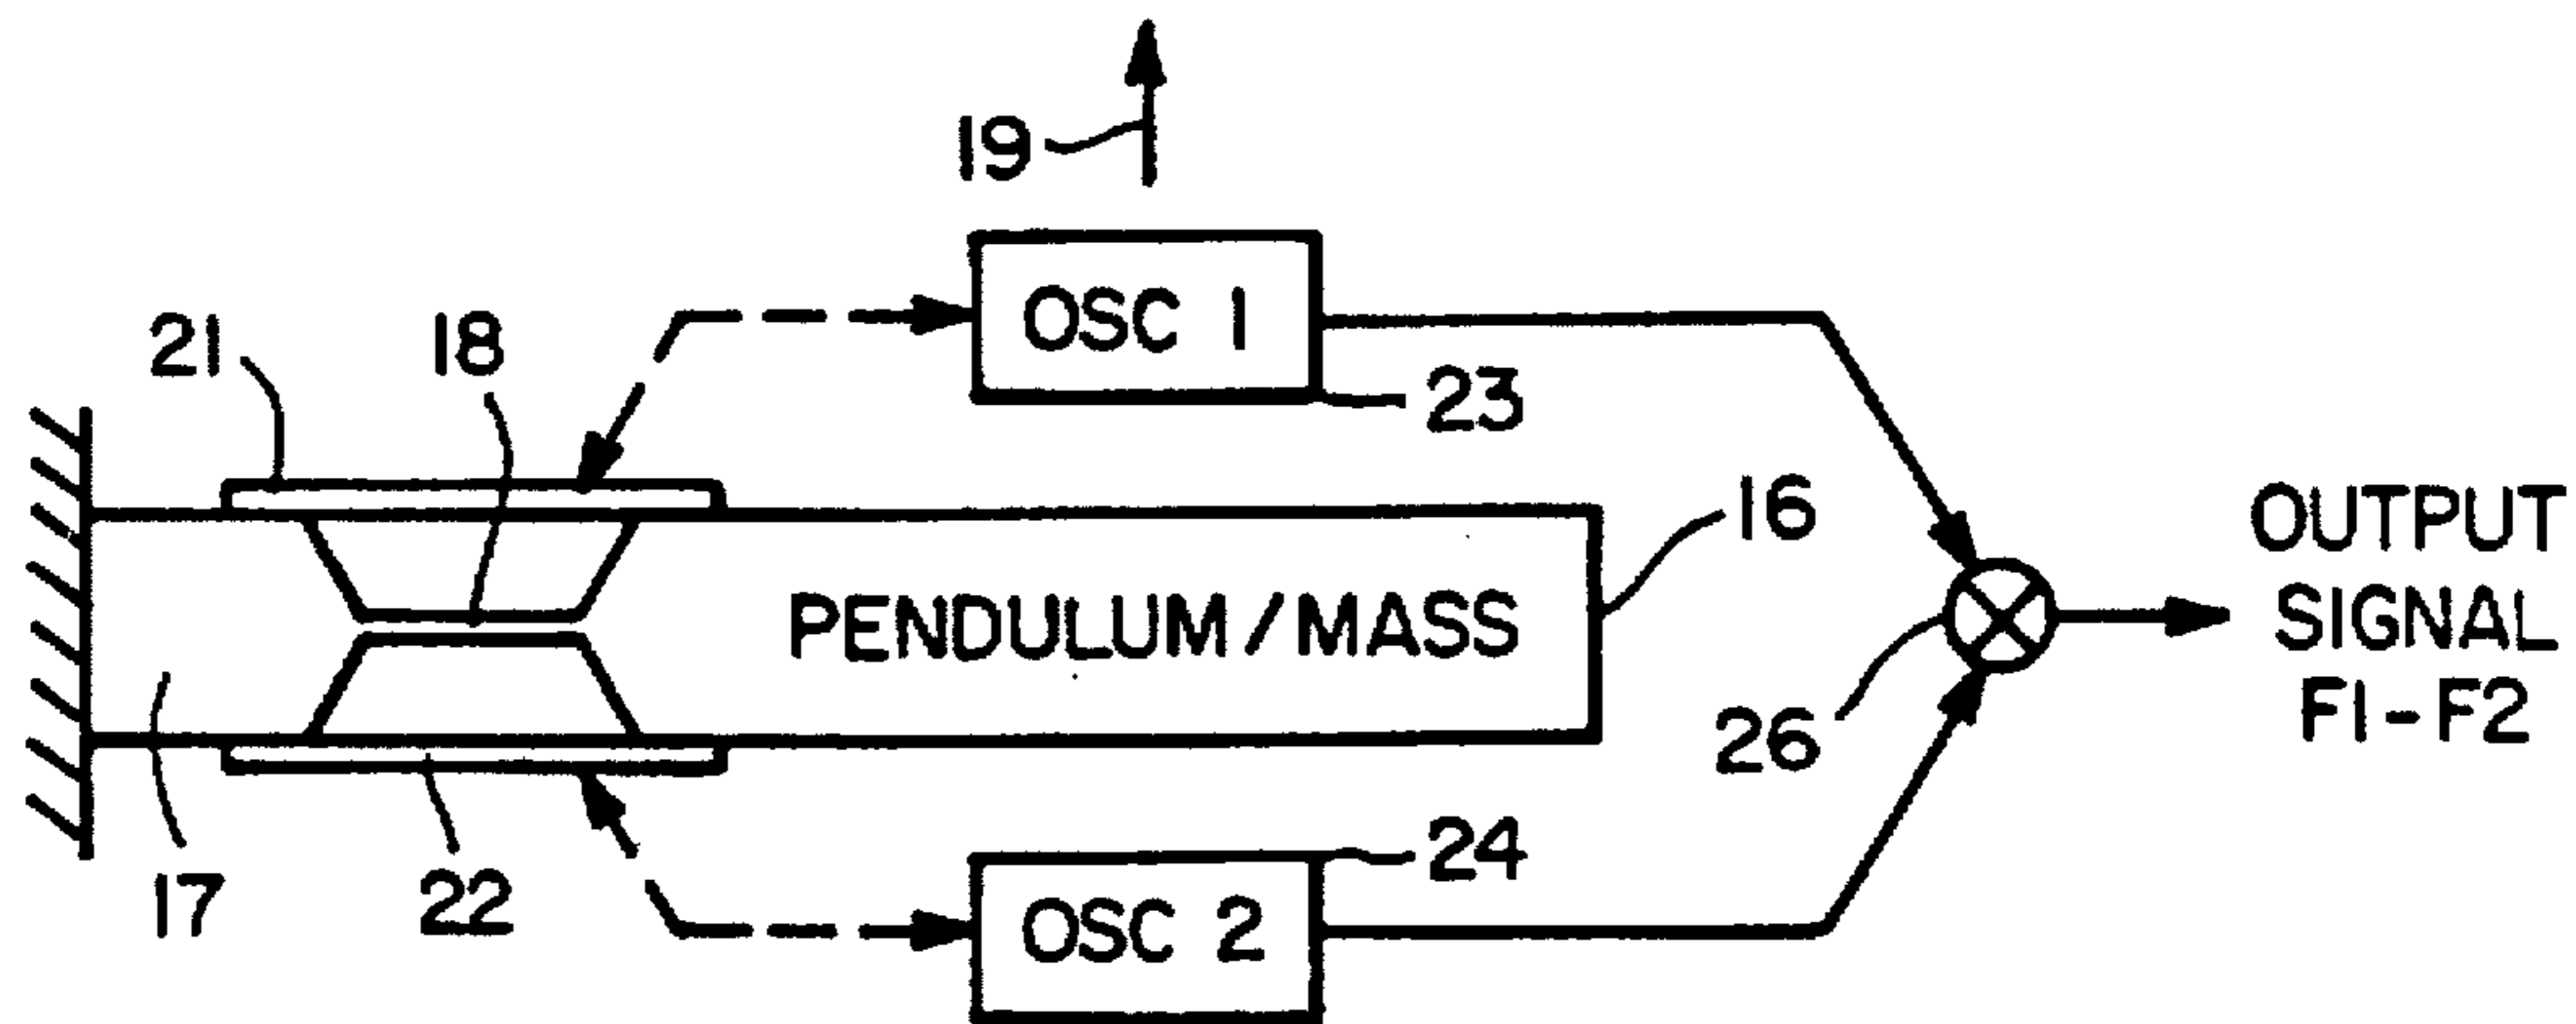 19
OSC 1
21
18
23
16
PENDULUM/MASS
OUTPUT
SIGNAL
F1-F2
26
17
22
24
OSC 2